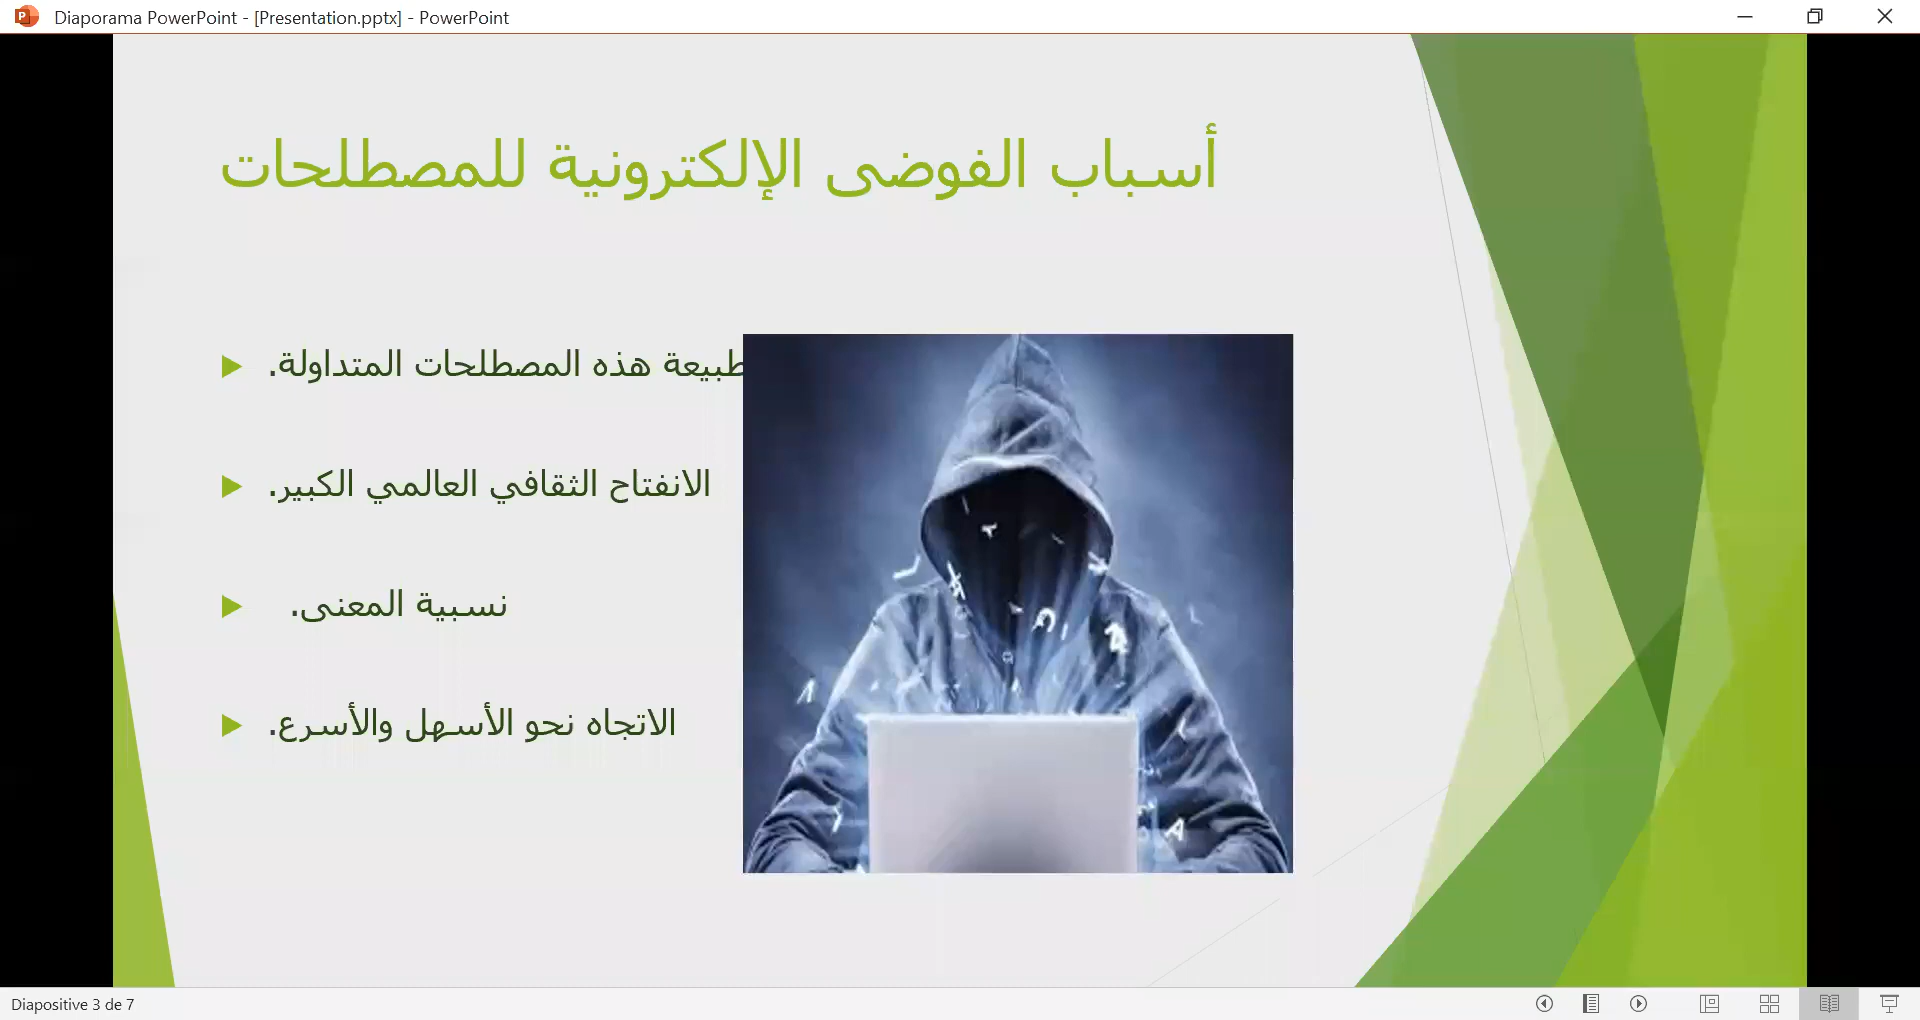 Diaporama PowerPoint - [Presentation.pptx] - PowerPoint
أسباب الفوضى الإلكترونية للمصطلحات
طبيعة هذه المصطلحات المتداولة.
الانفتاح الثقافي العالمي الكبير.
نسبية المعنى.
الاتجاه نحو الأسهل والأسرع.
Diapositive 3 de 7